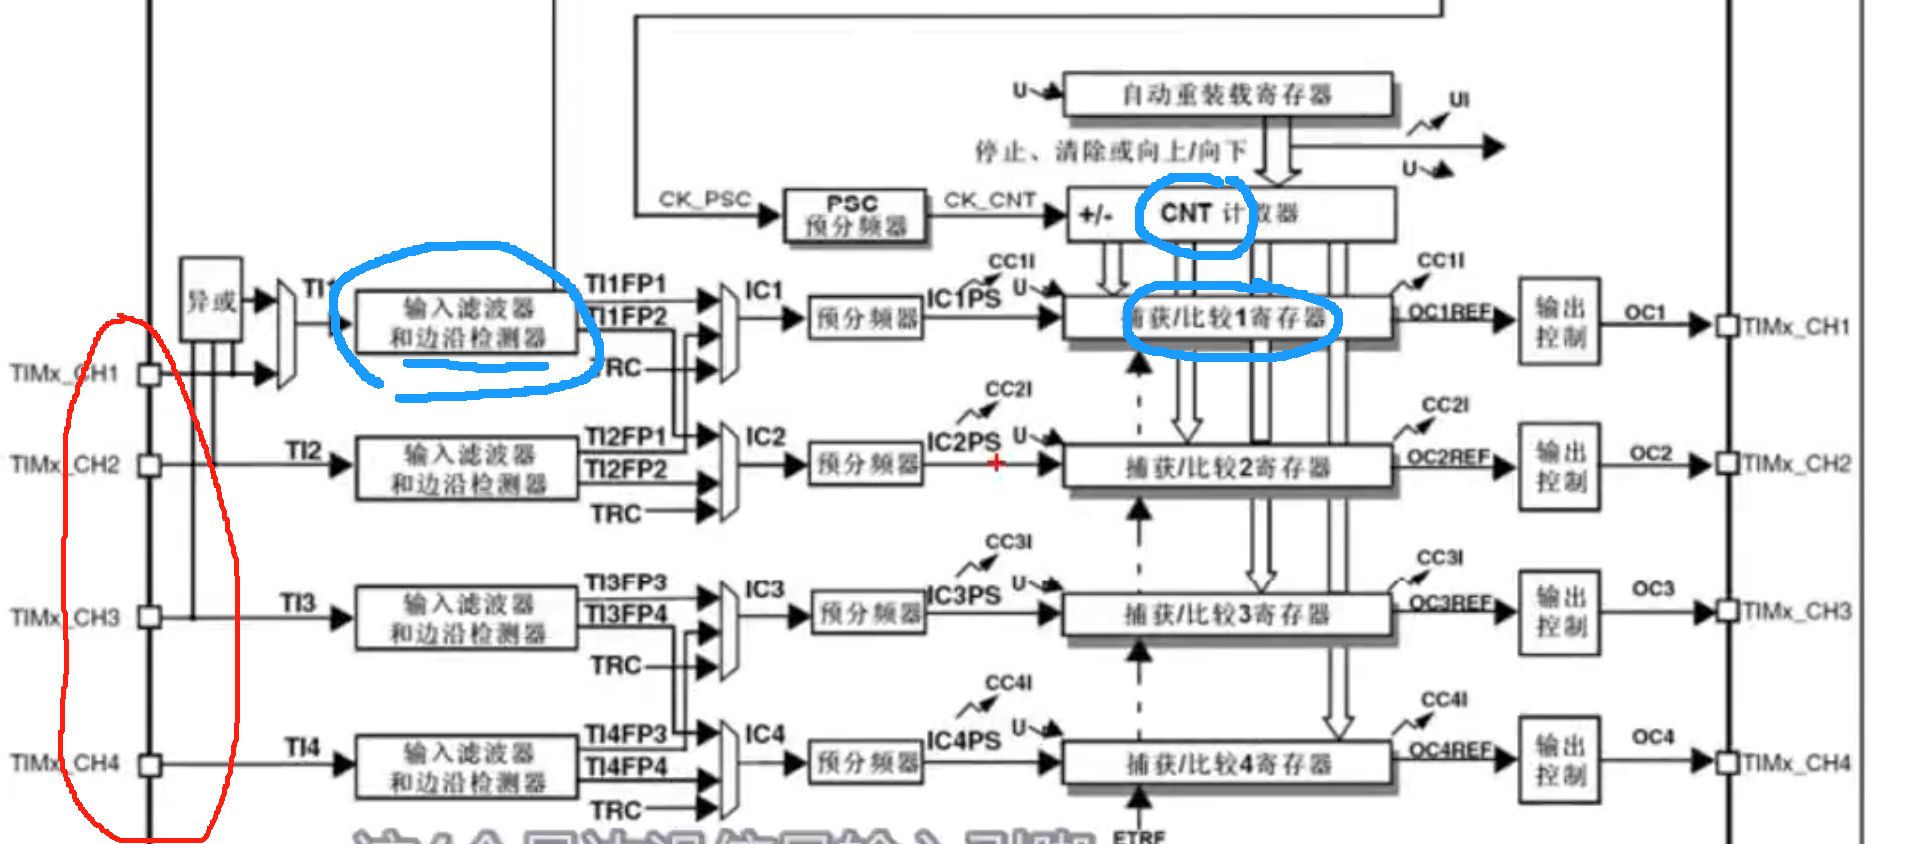 自动重装载寄存器
U
UI
停止、清除或向上/向下
U
CK_PSC
PSC
预分频器
CK_CNT
+/-
CNT 计数器
异或
TI1
输入滤波器
和边沿检测器
TI1FP1
TI1FP2
TRC
IC1
预分频器
CC1I
IC1PS
U
捕获/比较1寄存器
CC1I
OC1REF
输出
控制
OC1
TIMx_CH1
TIMx_CH1
TIMx_CH2
TI2
输入滤波器
和边沿检测器
TI2FP1
TI2FP2
TRC
IC2
预分频器
CC2I
IC2PS
U
捕获/比较2寄存器
CC2I
OC2REF
输出
控制
OC2
TIMx_CH2
TIMx_CH3
TI3
输入滤波器
和边沿检测器
TI3FP3
TI3FP4
TRC
IC3
预分频器
CC3I
IC3PS
U
捕获/比较3寄存器
CC3I
OC3REF
输出
控制
OC3
TIMx_CH3
TIMx_CH4
TI4
输入滤波器
和边沿检测器
TI4FP3
TI4FP4
TRC
IC4
预分频器
CC4I
IC4PS
U
捕获/比较4寄存器
CC4I
OC4REF
输出
控制
OC4
TIMx_CH4
ETRF